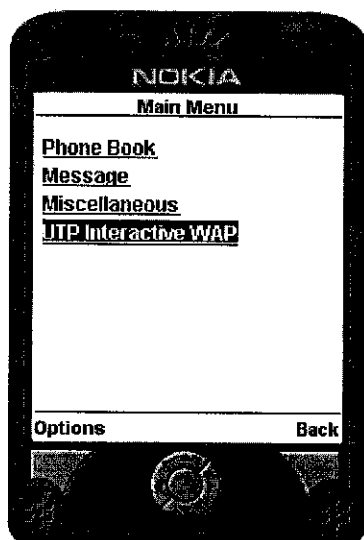 NOKIA
Main Menu
Phone Book
Message
Miscellaneous
UTP Interactive WAP
Options Back